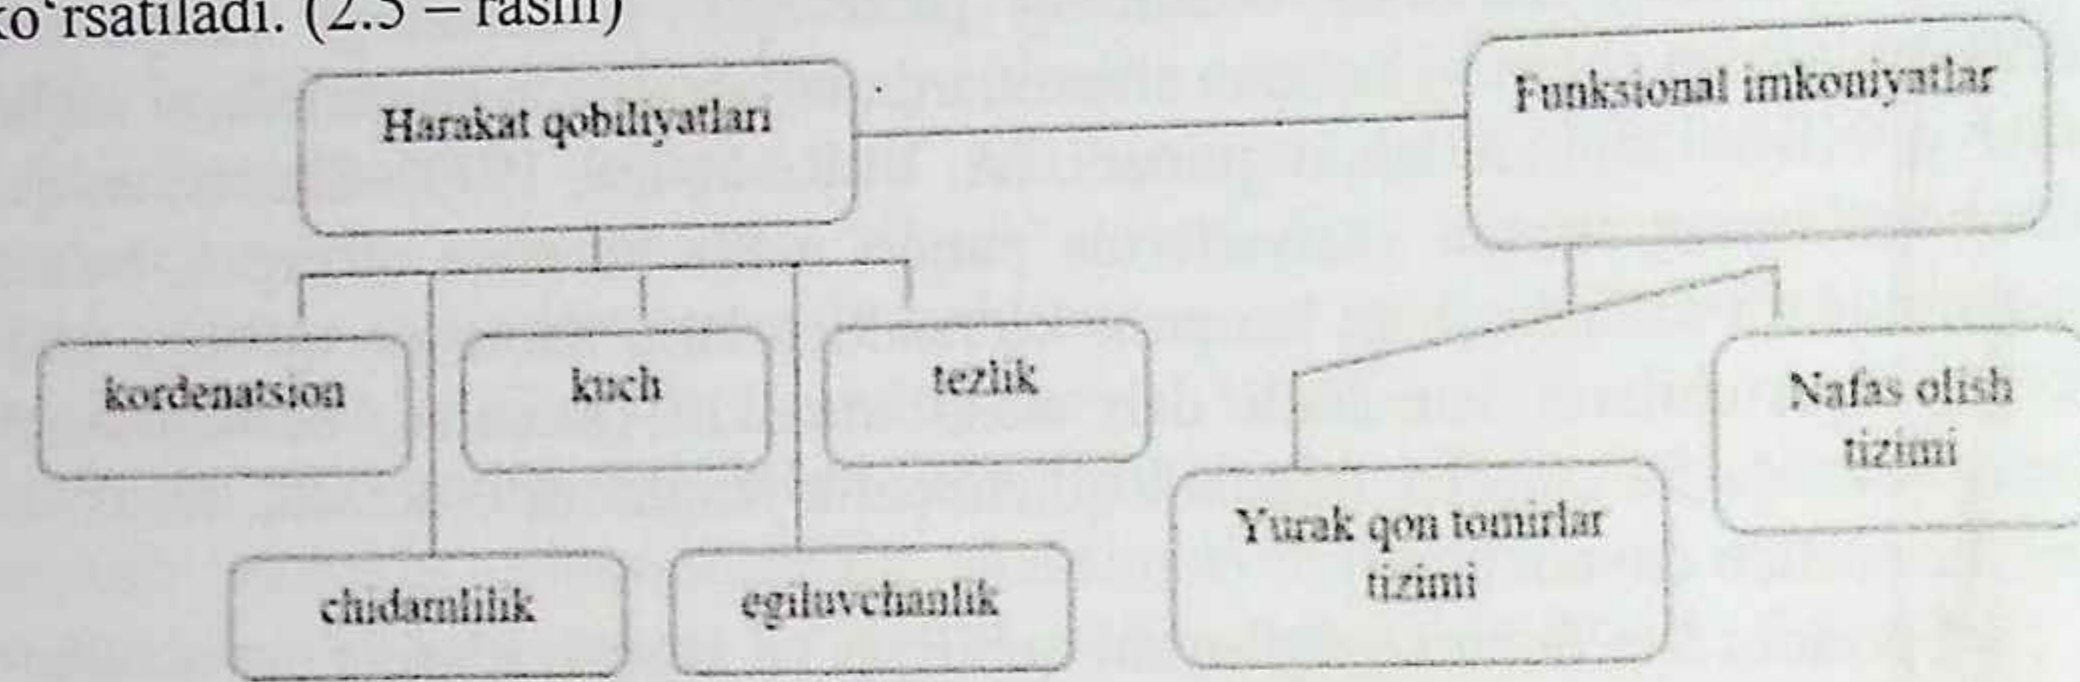 ko‘rsatiladi. (2.5 – rasm)
Harakat qobiliyatlari
Funksional imkoniyatlar
kordenatsion
kuch
tezlik
Nafas olish
tizimi
chidamlilik
egiluvchanlik
Yurak qon tomirlar
tizimi